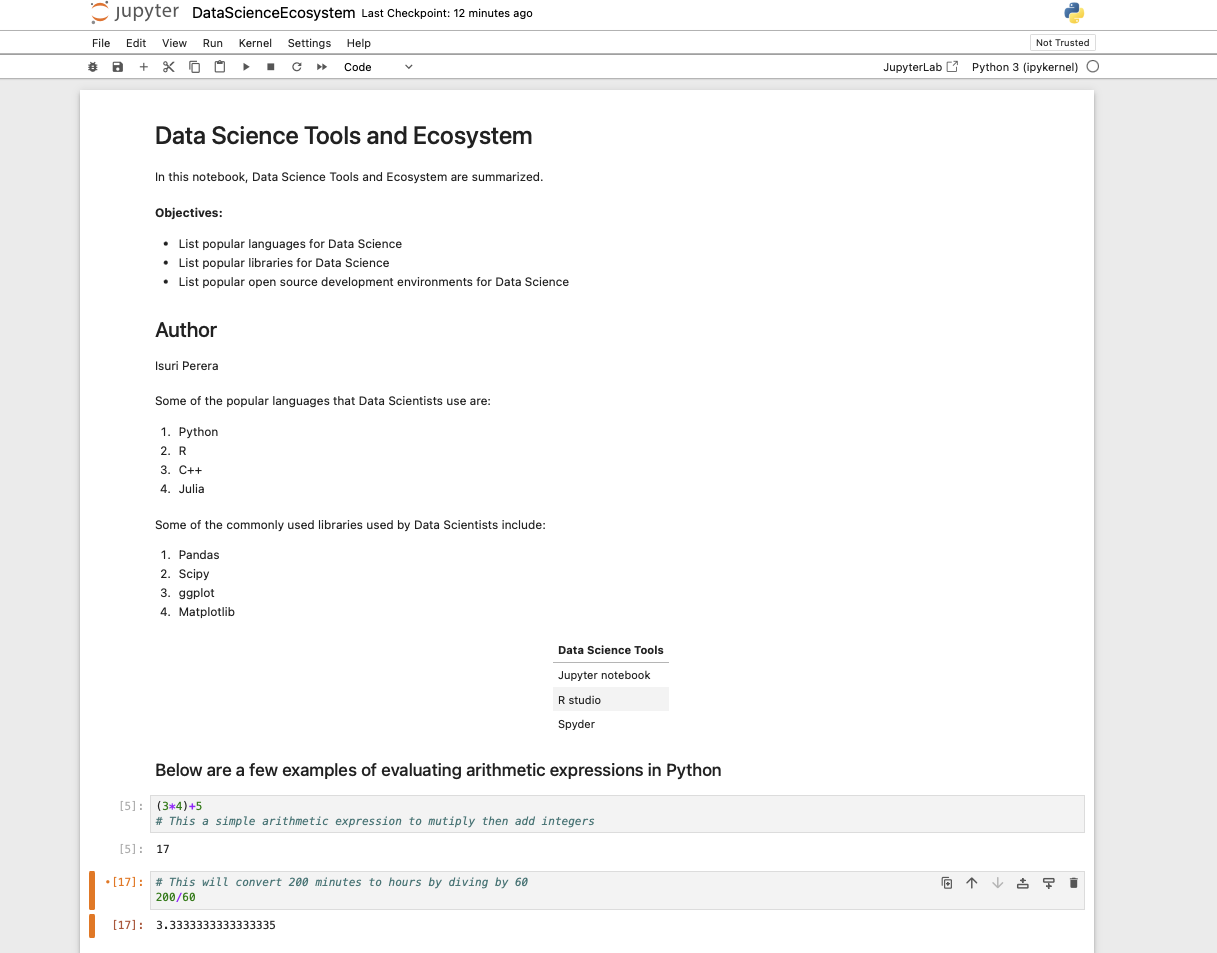 jupyter DataScienceEcosystem Last Checkpoint: 12 minutes ago
File Edit View Run Kernel Settings Help Not Trusted
Code JupyterLab Python 3 (ipykernel)
Data Science Tools and Ecosystem
In this notebook, Data Science Tools and Ecosystem are summarized.
Objectives:
• List popular languages for Data Science
• List popular libraries for Data Science
• List popular open source development environments for Data Science
Author
Isuri Perera
Some of the popular languages that Data Scientists use are:
1. Python
2. R
3. C++
4. Julia
Some of the commonly used libraries used by Data Scientists include:
1. Pandas
2. Scipy
3. ggplot
4. Matplotlib
Data Science Tools
Jupyter notebook
R studio
Spyder
Below are a few examples of evaluating arithmetic expressions in Python
[5]: (3*4)+5
# This a simple arithmetic expression to mutiply then add integers
[5]: 17
•[17]: # This will convert 200 minutes to hours by diving by 60
200/60
[17]: 3.3333333333333335